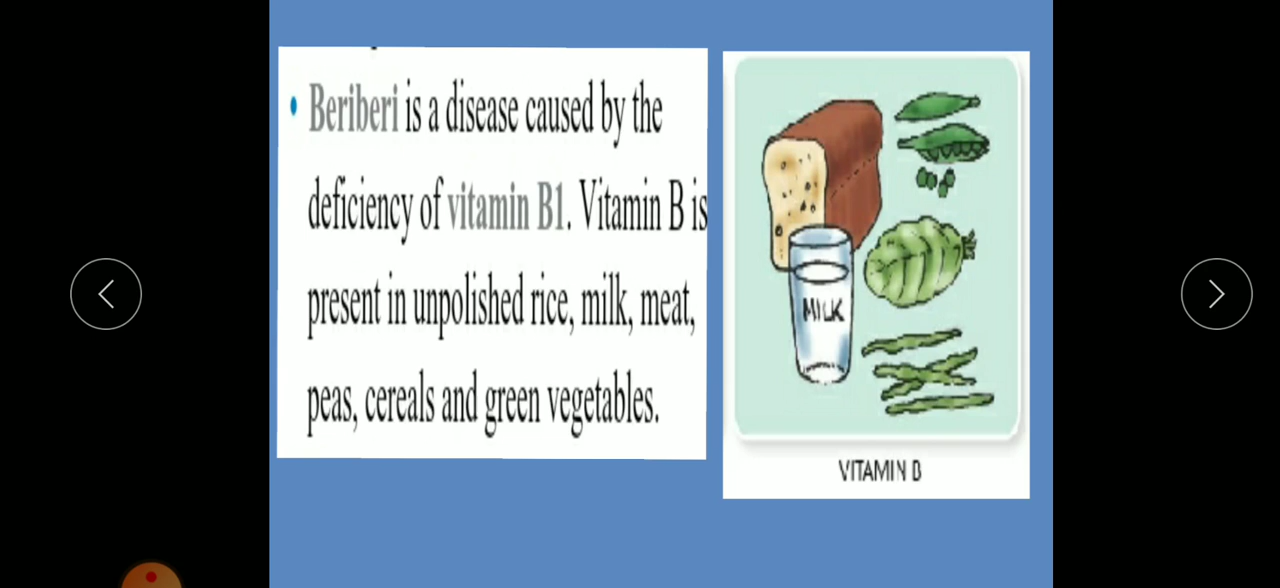 • Beriberi is a disease caused by the
deficiency of vitamin B1. Vitamin B is
present in unpolished rice, milk, meat,
peas, cereals and green vegetables.
MILK
VITAMIN B